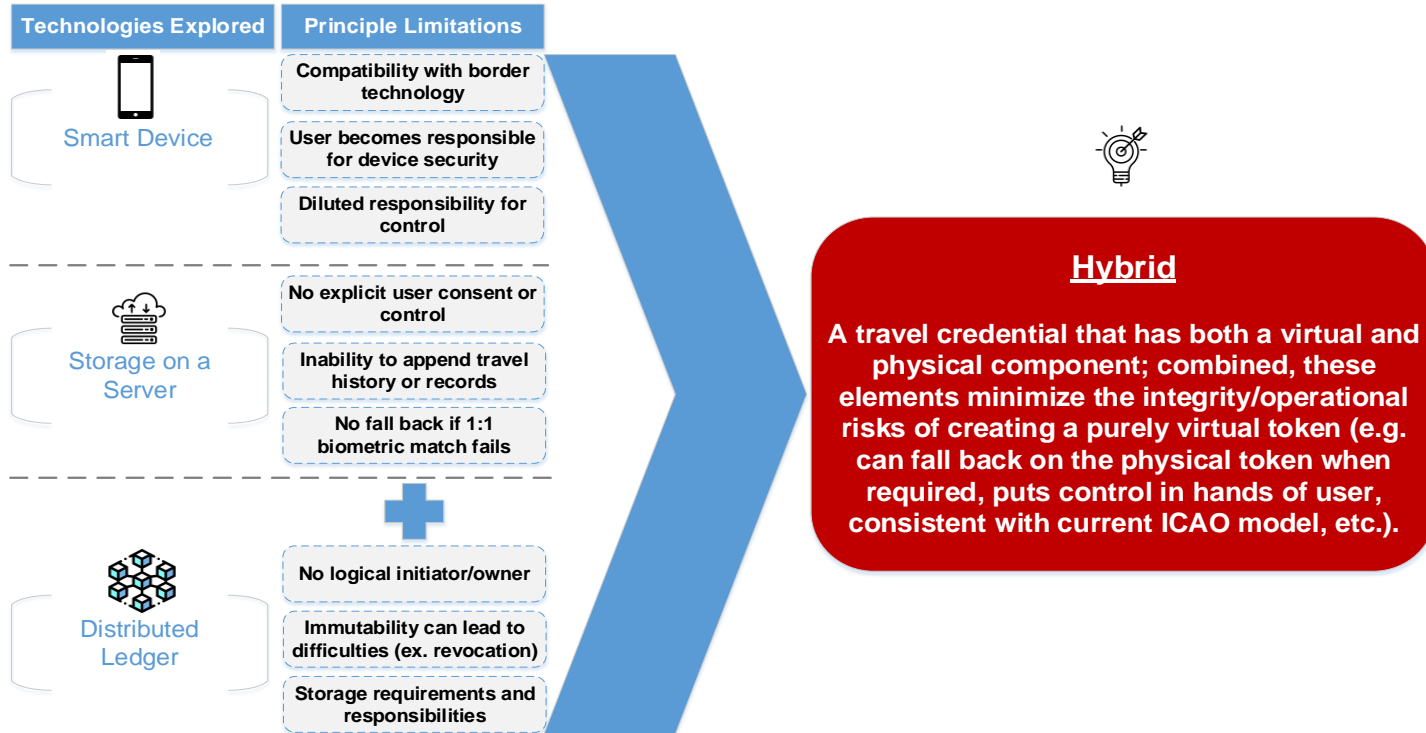 Technologies Explored
Principle Limitations
Smart Device
Compatibility with border
technology
User becomes responsible
for device security
Diluted responsibility for
control
Storage on a
Server
No explicit user consent or
control
Inability to append travel
history or records
No fall back if 1:1
biometric match fails
Distributed
Ledger
No logical initiator/owner
Immutability can lead to
difficulties (ex. revocation)
Storage requirements and
responsibilities
Hybrid
A travel credential that has both a virtual and
physical component; combined, these
elements minimize the integrity/operational
risks of creating a purely virtual token (e.g.
can fall back on the physical token when
required, puts control in hands of user,
consistent with current ICAO model, etc.).